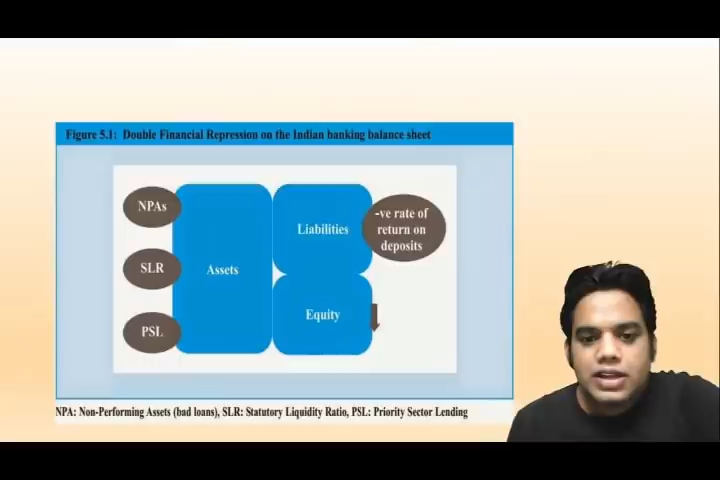 Figure 5.1: Double Financial Repression on the Indian banking balance sheet
NPAs
SLR
PSL
Assets
Liabilities
Equity
-ve rate of
return on
deposits
NPA: Non-Performing Assets (bad loans), SLR: Statutory Liquidity Ratio, PSL: Priority Sector Lending